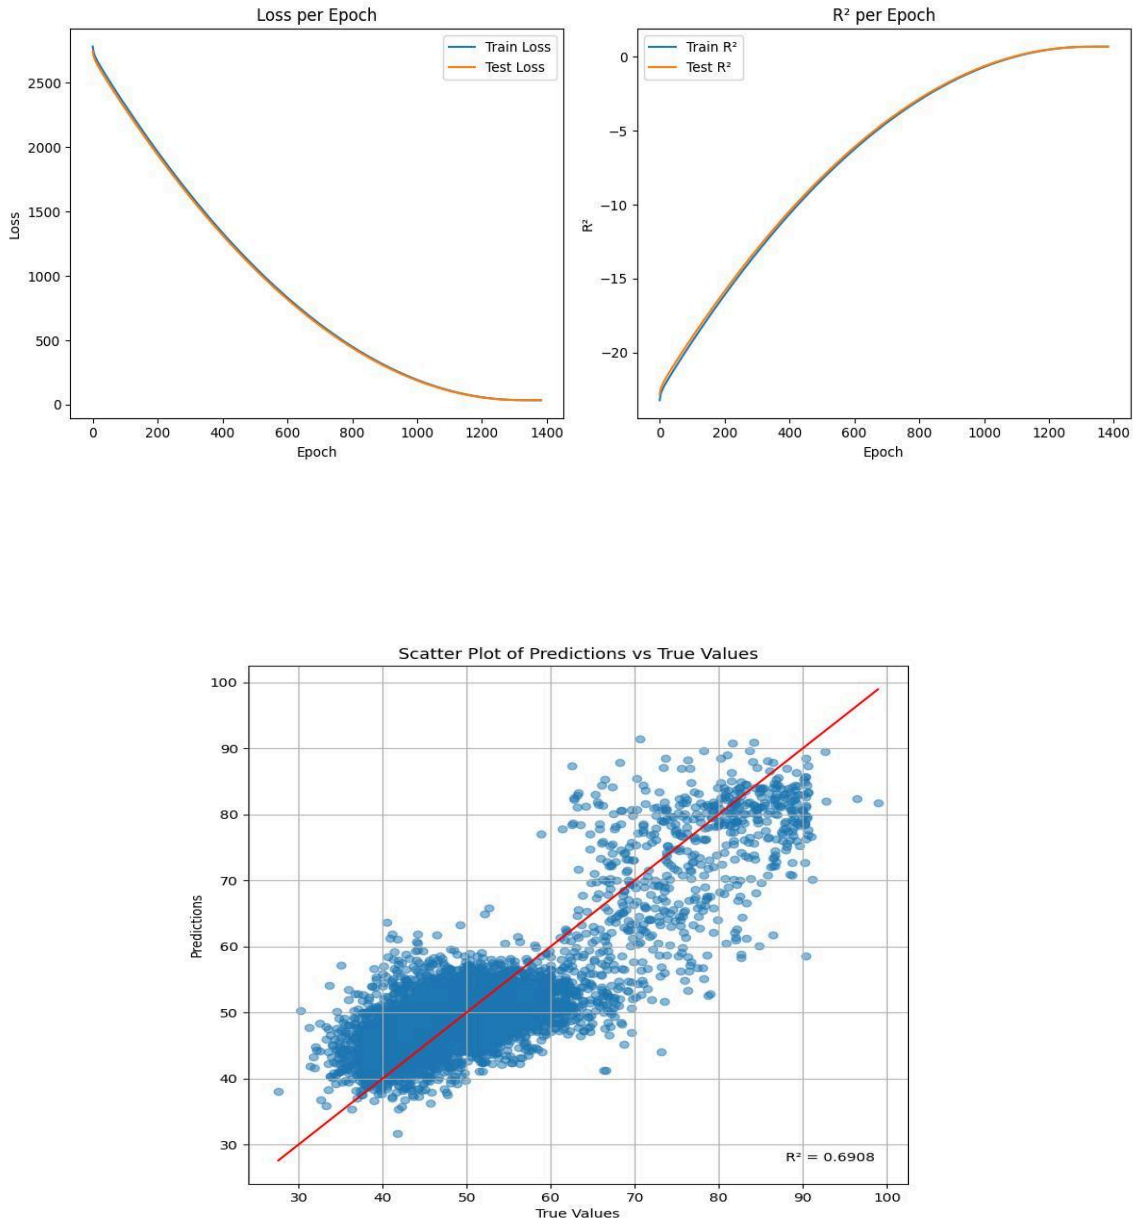 Loss per Epoch
Train Loss
Test Loss
2500
2000
1500
1000
500
0
Loss
0 200 400 600 800 1000 1200 1400
Epoch
R² per Epoch
Train R²
Test R²
0
−5
−10
−15
−20
R²
0 200 400 600 800 1000 1200 1400
Epoch
Scatter Plot of Predictions vs True Values
100
90
80
70
60
50
40
30
Predictions
R² = 0.6908
30 40 50 60 70 80 90 100
True Values